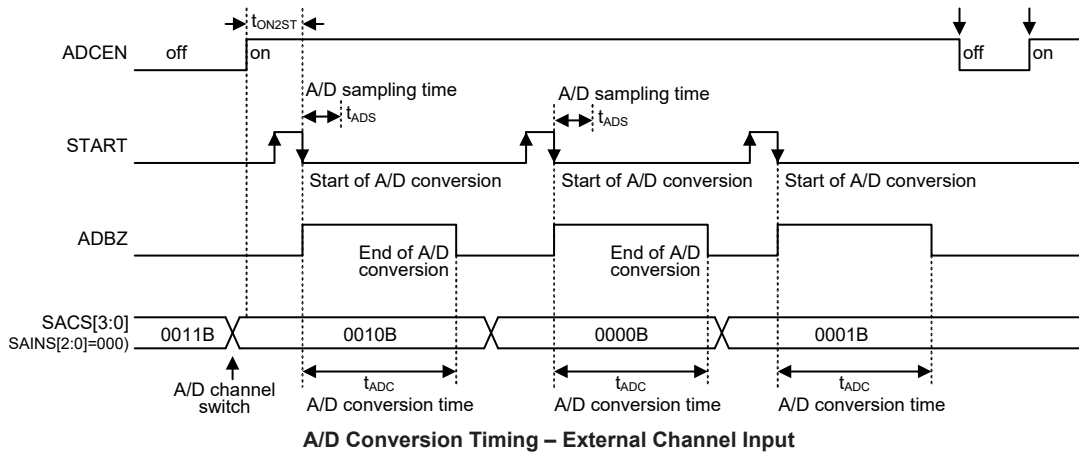 tON2ST
ADCEN off on off on
A/D sampling time A/D sampling time
tADS tADS
START
Start of A/D conversion Start of A/D conversion Start of A/D conversion
ADBZ
End of A/D conversion End of A/D conversion
SACS[3:0]
SAINS[2:0]=000)
0011B 0010B 0000B 0001B
A/D channel switch
tADC tADC tADC
A/D conversion time A/D conversion time A/D conversion time
A/D Conversion Timing – External Channel Input